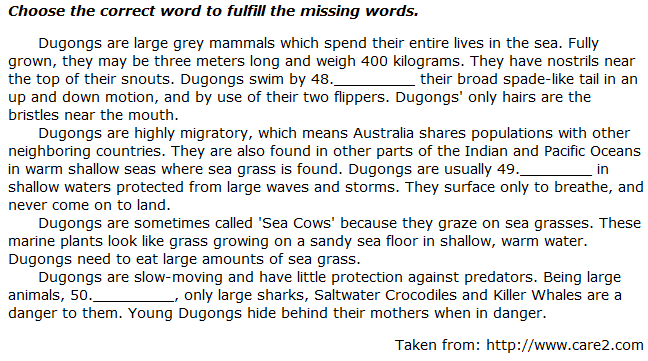 Choose the correct word to fulfill the missing words.
Dugongs are large grey mammals which spend their entire lives in the sea. Fully
grown, they may be three meters long and weigh 400 kilograms. They have nostrils near
the top of their snouts. Dugongs swim by 48.__________ their broad spade-like tail in an
up and down motion, and by use of their two flippers. Dugongs' only hairs are the
bristles near the mouth.
Dugongs are highly migratory, which means Australia shares populations with other
neighboring countries. They are also found in other parts of the Indian and Pacific Oceans
in warm shallow seas where sea grass is found. Dugongs are usually 49._________ in
shallow waters protected from large waves and storms. They surface only to breathe, and
never come on to land.
Dugongs are sometimes called 'Sea Cows' because they graze on sea grasses. These
marine plants look like grass growing on a sandy sea floor in shallow, warm water.
Dugongs need to eat large amounts of sea grass.
Dugongs are slow-moving and have little protection against predators. Being large
animals, 50.__________, only large sharks, Saltwater Crocodiles and Killer Whales are a
danger to them. Young Dugongs hide behind their mothers when in danger.
Taken from: http://www.care2.com